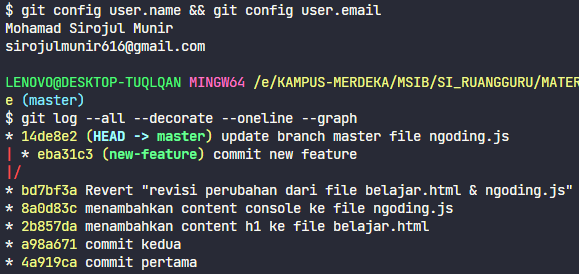 $ git config user.name && git config user.email
Mohamad Sirojul Munir
sirojulmunir616@gmail.com
LENOVO@DESKTOP-TUQLQAN MINGW64 /e/KAMPUS-MERDEKA/MSIB/SI_RUANGGURU/MATER
e (master)
$ git log --all --decorate --oneline --graph
* 14de8e2 (HEAD -> master) update branch master file ngoding.js
| * eba31c3 (new-feature) commit new feature
|/
* bd7bf3a Revert "revisi perubahan dari file belajar.html & ngoding.js"
* 8a0d83c menambahkan content console ke file ngoding.js
* 2b857da menambahkan content h1 ke file belajar.html
* a98a671 commit kedua
* 4a919ca commit pertama